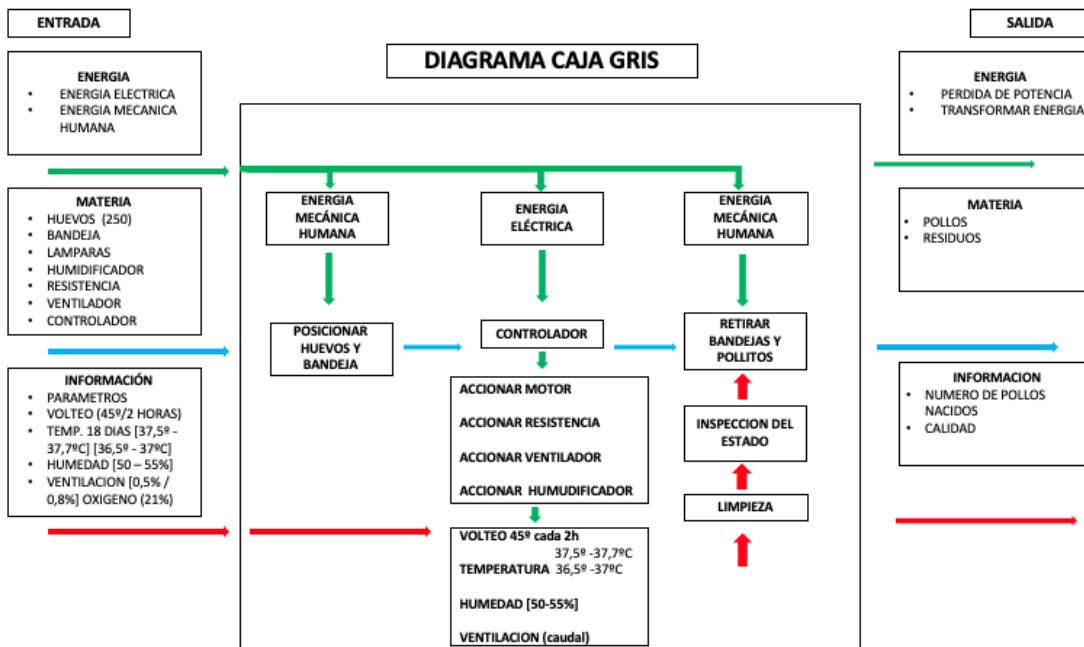 ENTRADA
SALIDA
DIAGRAMA CAJA GRIS
ENERGIA
• ENERGIA ELECTRICA
• ENERGIA MECANICA
HUMANA
MATERIA
• HUEVOS (250)
• BANDEJA
• LAMPARAS
• HUMIDIFICADOR
• RESISTENCIA
• VENTILADOR
• CONTROLADOR
INFORMACIÓN
• PARAMETROS
• VOLTEO (45º/2 HORAS)
• TEMP. 18 DIAS [37,5º -
37,7ºC] [36,5º - 37ºC]
• HUMEDAD [50 – 55%]
• VENTILACION [0,5% /
0,8%] OXIGENO (21%)
ENERGIA
MECÁNICA
HUMANA
POSICIONAR
HUEVOS Y
BANDEJA
ENERGIA
ELÉCTRICA
CONTROLADOR
ACCIONAR MOTOR
ACCIONAR RESISTENCIA
ACCIONAR VENTILADOR
ACCIONAR HUMUDIFICADOR
VOLTEO 45º cada 2h
37,5º -37,7ºC
TEMPERATURA 36,5º -37ºC
HUMEDAD [50-55%]
VENTILACION (caudal)
ENERGIA
MECÁNICA
HUMANA
RETIRAR
BANDEJAS Y
POLLITOS
INSPECCION DEL
ESTADO
LIMPIEZA
ENERGIA
• PERDIDA DE POTENCIA
• TRANSFORMAR ENERGIA
MATERIA
• POLLOS
• RESIDUOS
INFORMACION
• NUMERO DE POLLOS
NACIDOS
• CALIDAD